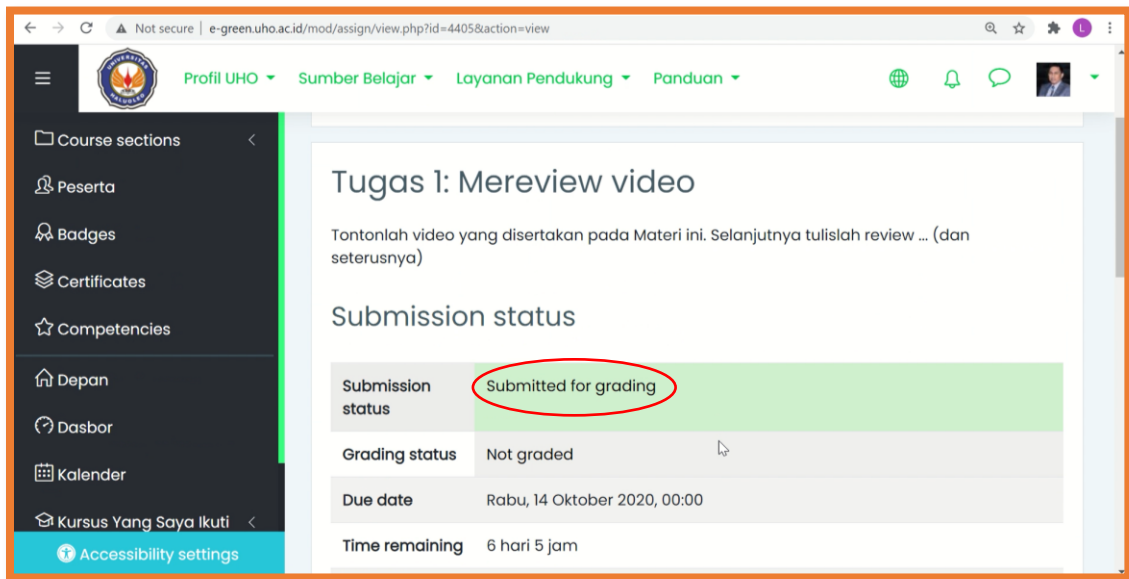 Not secure | e-green.uho.ac.id/mod/assign/view.php?id=4405&action=view
L
UNIVERSITAS
HALUOLEO
Profil UHO
Sumber Belajar
Layanan Pendukung
Panduan
Course sections
Peserta
Badges
Certificates
Competencies
Depan
Dasbor
Kalender
Kursus Yang Saya Ikuti
Accessibility settings
Tugas 1: Mereview video
Tontonlah video yang disertakan pada Materi ini. Selanjutnya tulislah review ... (dan
seterusnya)
Submission status
Submission status Submitted for grading
Grading status Not graded
Due date Rabu, 14 Oktober 2020, 00:00
Time remaining 6 hari 5 jam